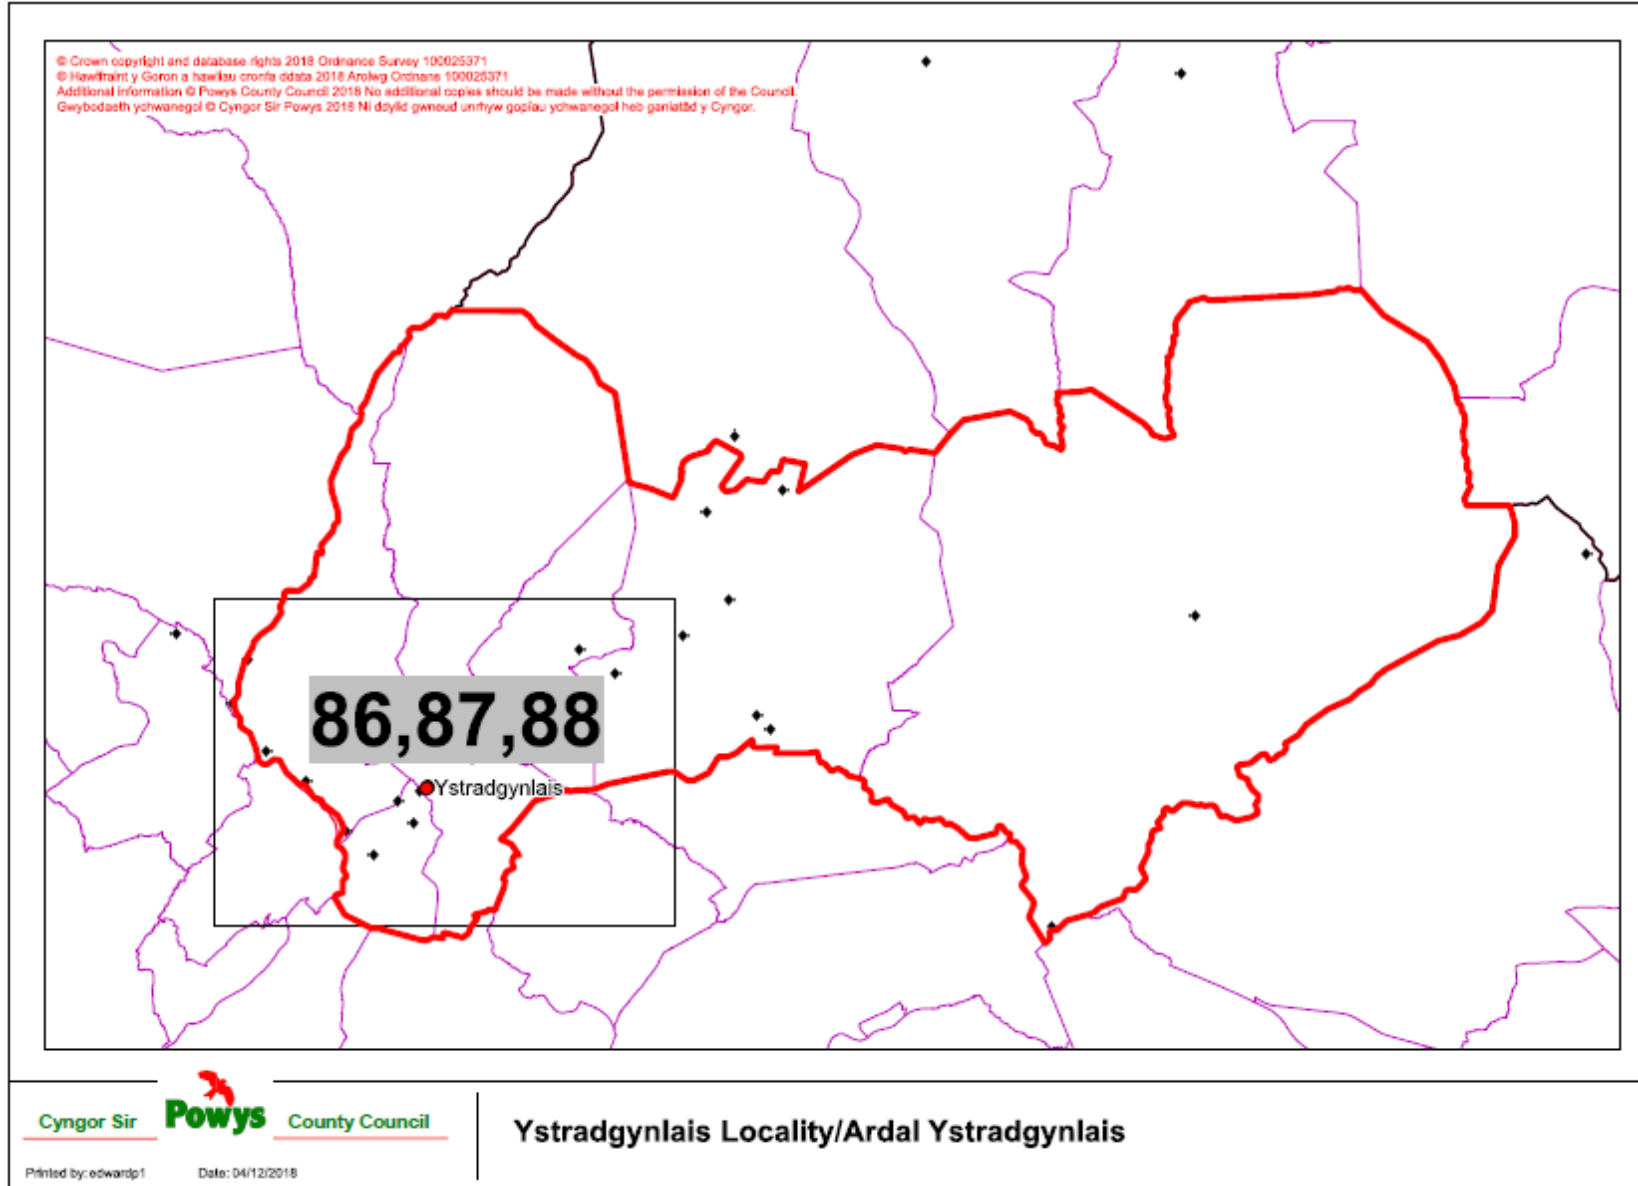 © Crown copyright and database rights 2018 Ordnance Survey 100025371
© Hawlfraint y Goron a hawliau cronfa ddata 2018 Arolwg Ordnans 100025371
Additional Information © Powys County Council 2018 No additional copies should be made without the permission of the Council.
Gwybodaeth ychwanegol © Cyngor Sir Powys 2018 Ni ddylid gwneud unrhyw gopïau ychwanegol heb ganiatâd y Cyngor.
86,87,88
Ystradgynlais
Cyngor Sir Powys County Council
Ystradgynlais Locality/Ardal Ystradgynlais
Printed by: edwardp1 Date: 04/12/2018